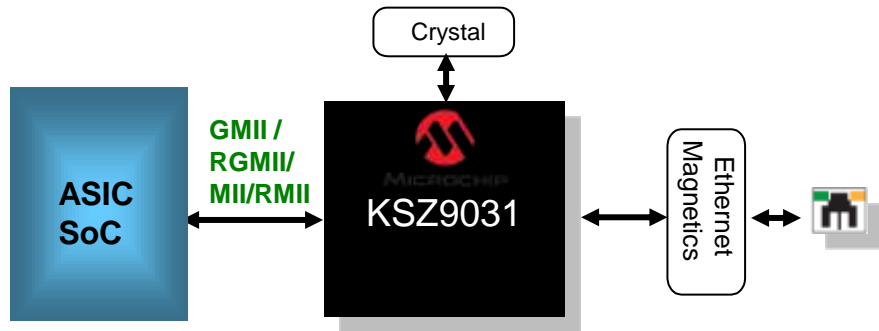 Crystal
GMII /
RGMII/
MII/RMII
ASIC
SoC
MICROCHIP
KSZ9031
Ethernet
Magnetics